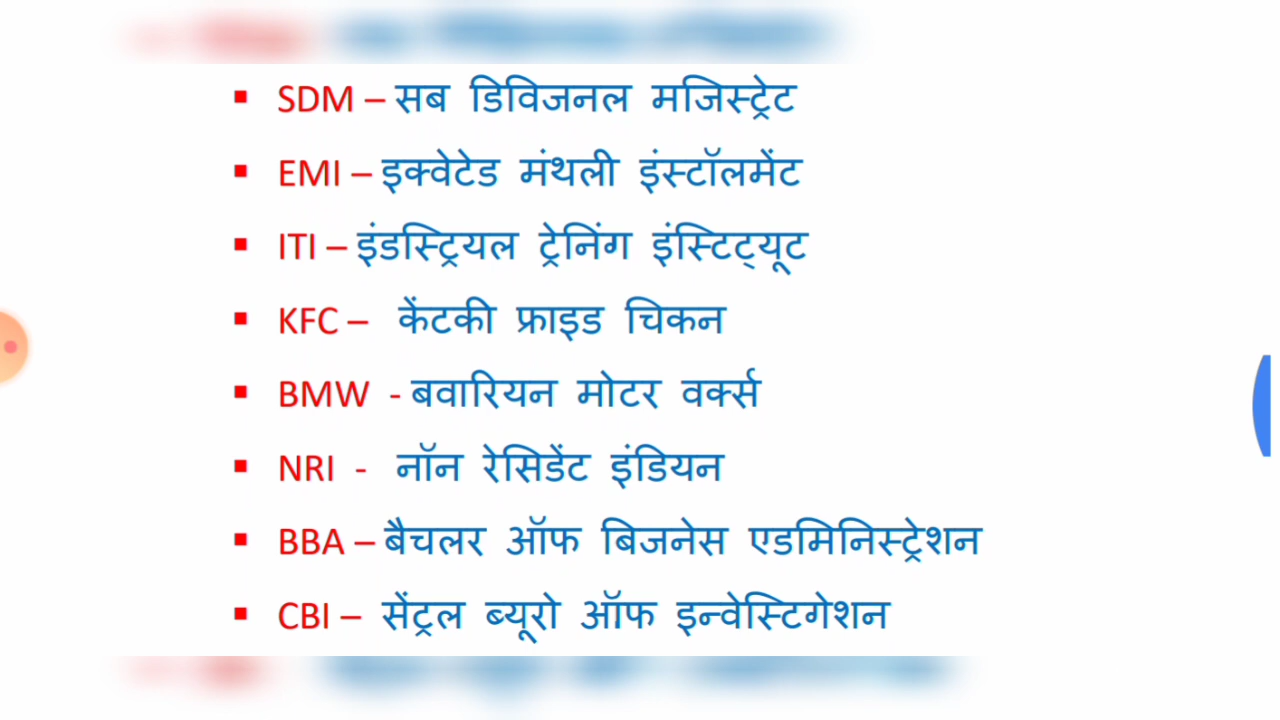 ▪ SDM – सब डिविजनल मजिस्ट्रेट
▪ EMI – इक्वेटेड मंथली इंस्टॉलमेंट
▪ ITI – इंडस्ट्रियल ट्रेनिंग इंस्टिट्यूट
▪ KFC – केंटकी फ्राइड चिकन
▪ BMW - बवारियन मोटर वर्क्स
▪ NRI - नॉन रेसिडेंट इंडियन
▪ BBA – बैचलर ऑफ बिजनेस एडमिनिस्ट्रेशन
▪ CBI – सेंट्रल ब्यूरो ऑफ इन्वेस्टिगेशन